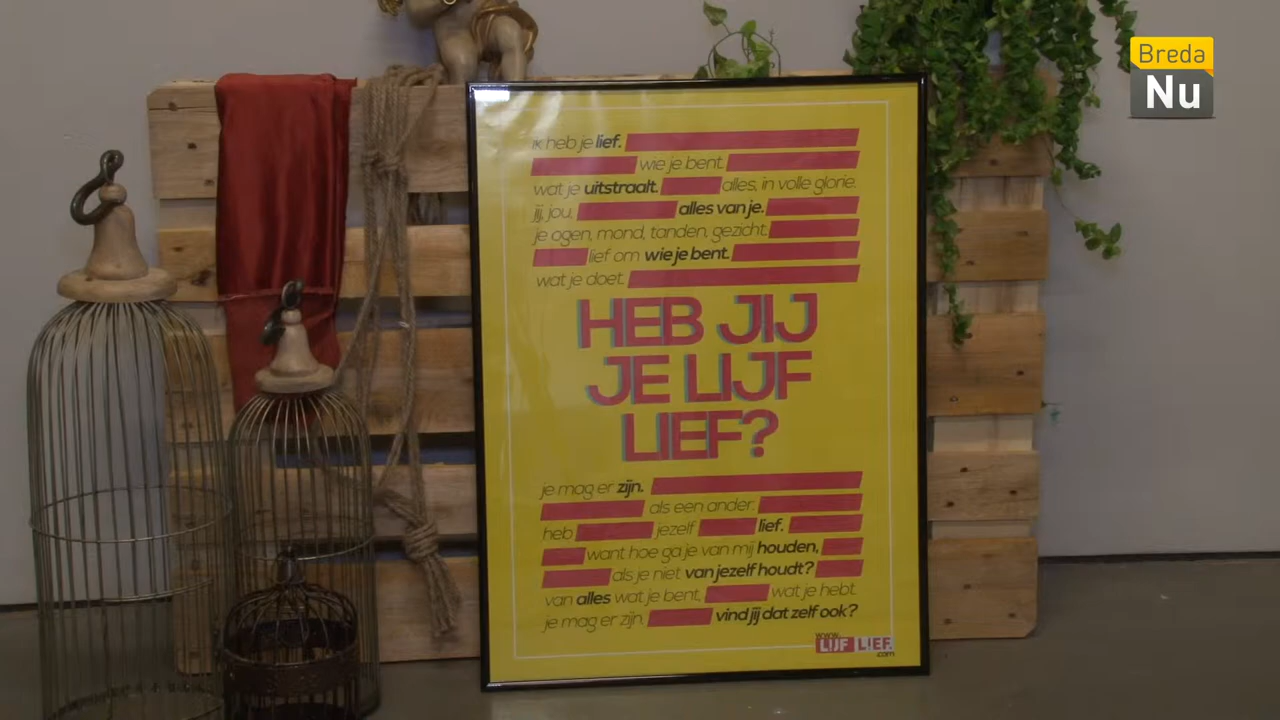 Breda
Nu
ik heb je lief.
wie je bent.
wat je uitstraalt. alles, in volle glorie.
jij, jou, alles van je.
je ogen, mond, tanden, gezicht.
lief om wie je bent.
wat je doet.
HEB JIJ
JE LIJF
LIEF?
je mag er zijn.
als een ander.
heb jezelf lief.
want hoe ga je van mij houden,
als je niet van jezelf houdt?
van alles wat je bent, wat je hebt.
je mag er zijn. vind jij dat zelf ook?
www.
LIJF LIEF
.com